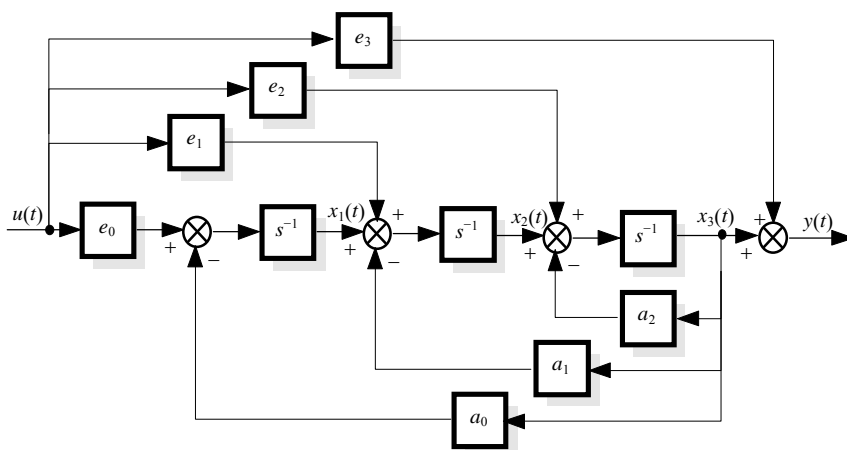 e₃
e₂
e₁
u(t) e₀ + − s⁻¹ x₁(t) + + − s⁻¹ x₂(t) + + − s⁻¹ x₃(t) + + y(t)
a₂
a₁
a₀